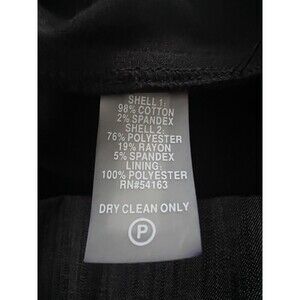 SHELL 1:
98% COTTON
2% SPANDEX
SHELL 2:
76% POLYESTER
19% RAYON
5% SPANDEX
LINING:
100% POLYESTER
RN#54163
DRY CLEAN ONLY
P